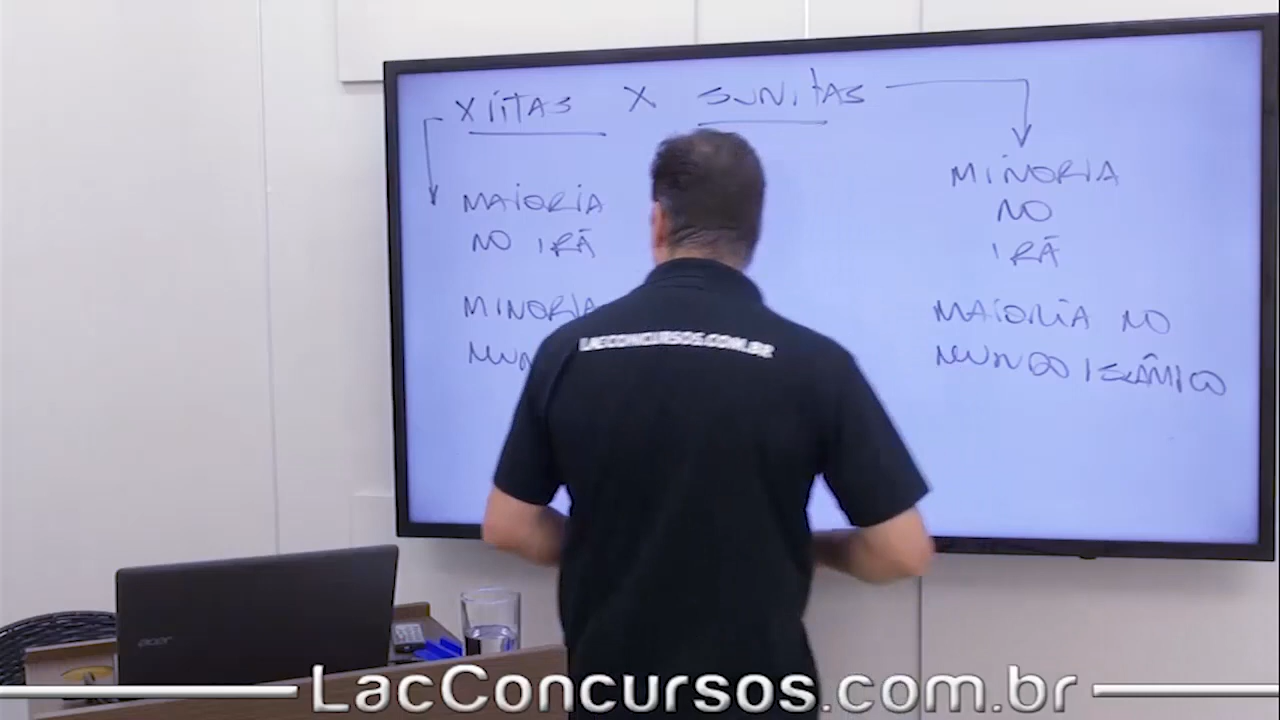 XIITAS X SUNITAS
MAIORIA
NO IRÃ
MINORIA
MUN
MINORIA
NO
IRÃ
MAIORIA NO
MUNDO ISLÂMICO
LACCONCURSOS.COM.BR
acer
LacConcursos.com.br